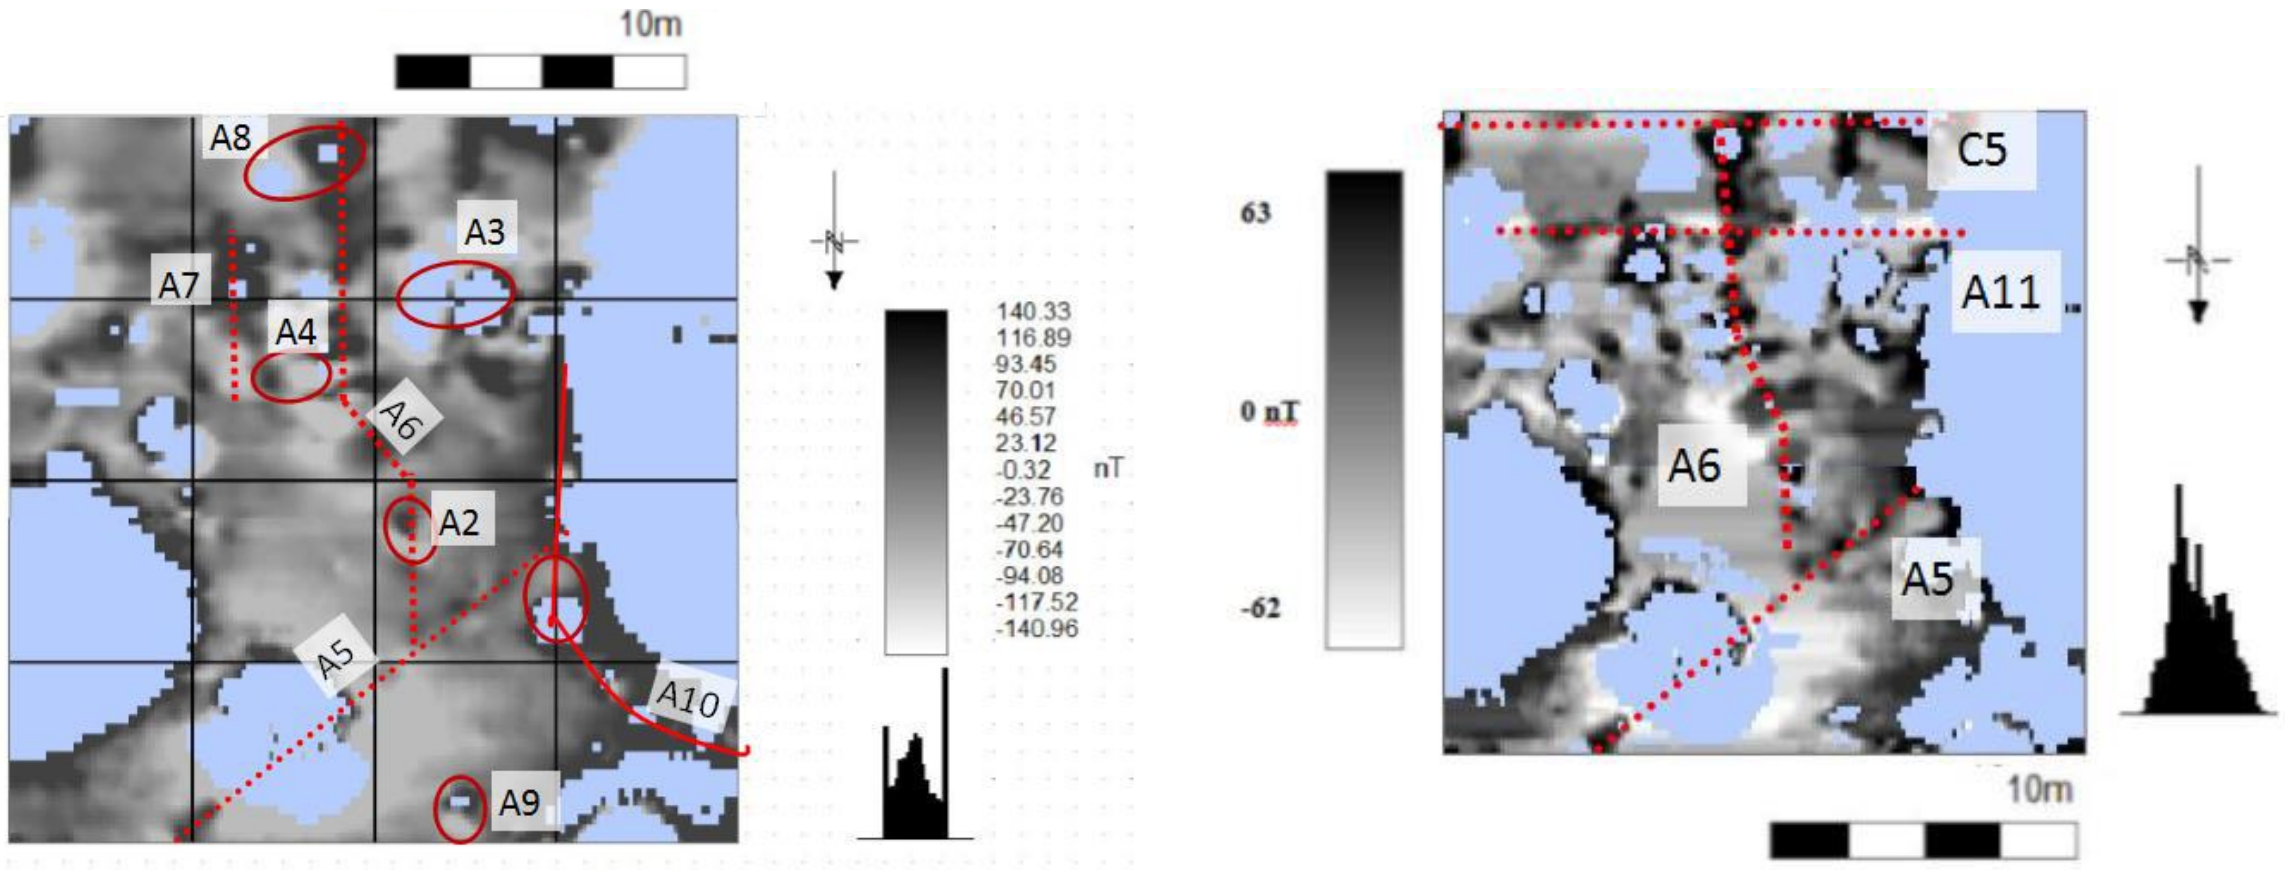 10m
A8
A3
A7
A4
A6
A2
A5
A10
A9
N
140.33
116.89
93.45
70.01
46.57
23.12
-0.32
-23.76
-47.20
-70.64
-94.08
-117.52
-140.96
nT
63
0 nT
-62
C5
A11
A6
A5
N
10m